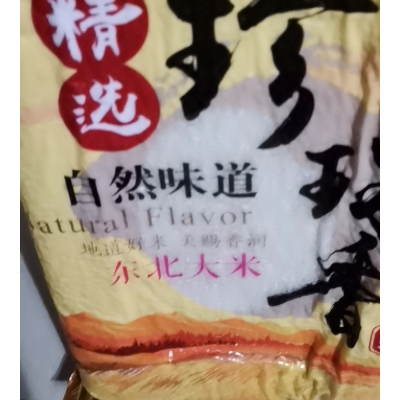 精选
珍
香
自然味道
Natural Flavor
地道好米 天赐香润
东北大米